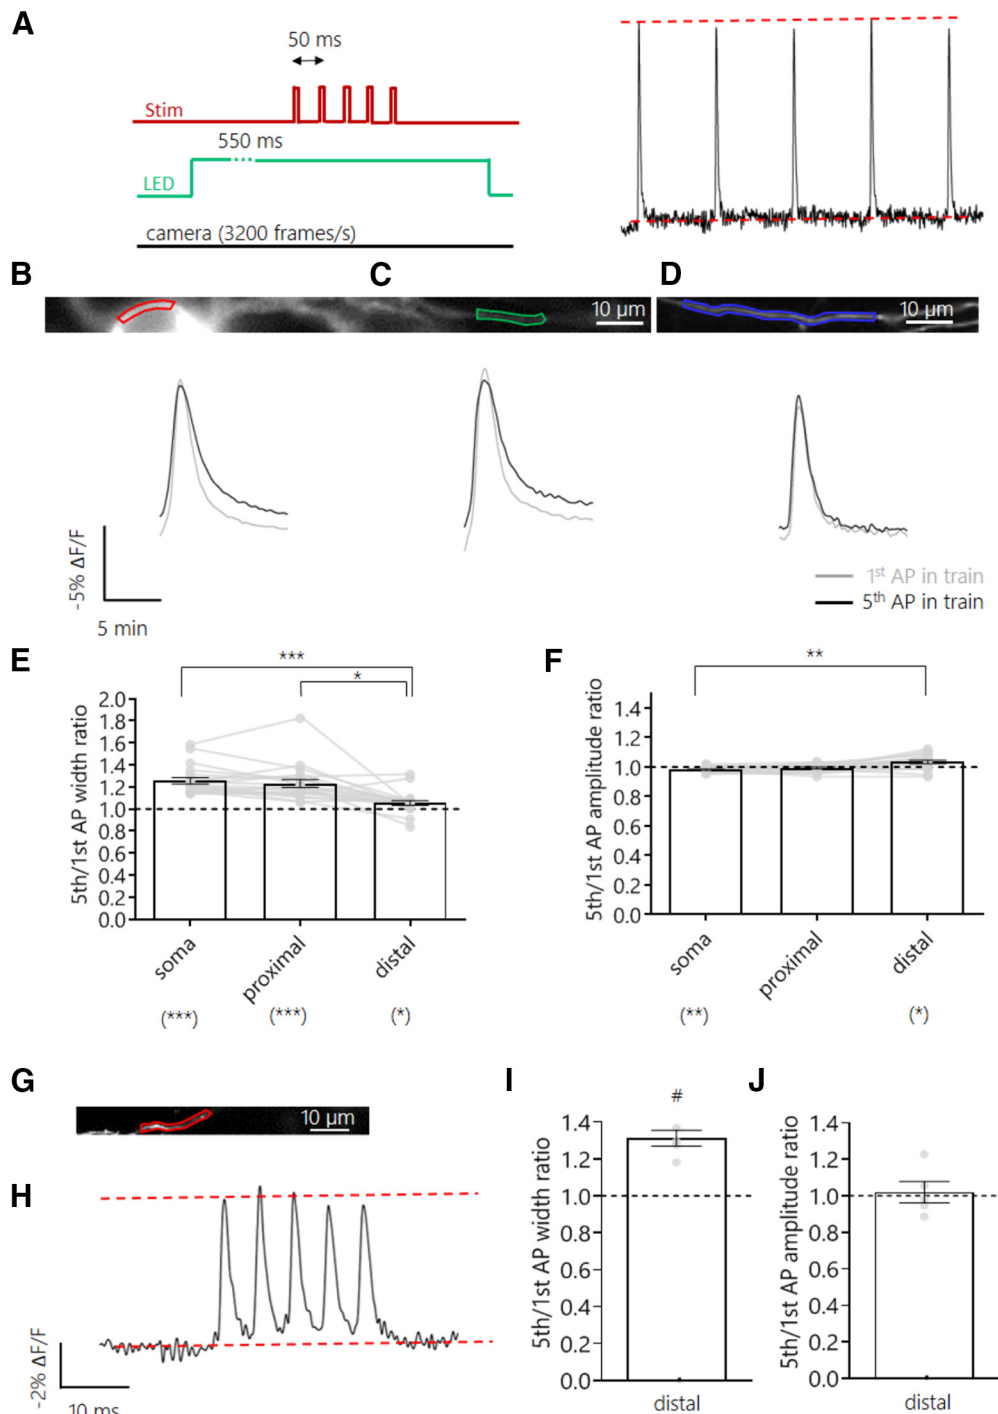 A
50 ms
Stim
550 ms
LED
camera (3200 frames/s)
B
C
D
10 µm
10 µm
-5% ΔF/F
5 min
1st AP in train
5th AP in train
E
***
*
5th/1st AP width ratio
2.0
1.8
1.6
1.4
1.2
1.0
0.8
0.6
0.4
0.2
0.0
soma
proximal
distal
(***)
(***)
(*)
F
**
5th/1st AP amplitude ratio
1.4
1.2
1.0
0.8
0.6
0.4
0.2
0.0
soma
proximal
distal
(**)
(*)
G
10 µm
H
-2% ΔF/F
10 ms
I
#
5th/1st AP width ratio
1.4
1.2
1.0
0.8
0.6
0.4
0.2
0.0
distal
J
5th/1st AP amplitude ratio
1.4
1.2
1.0
0.8
0.6
0.4
0.2
0.0
distal